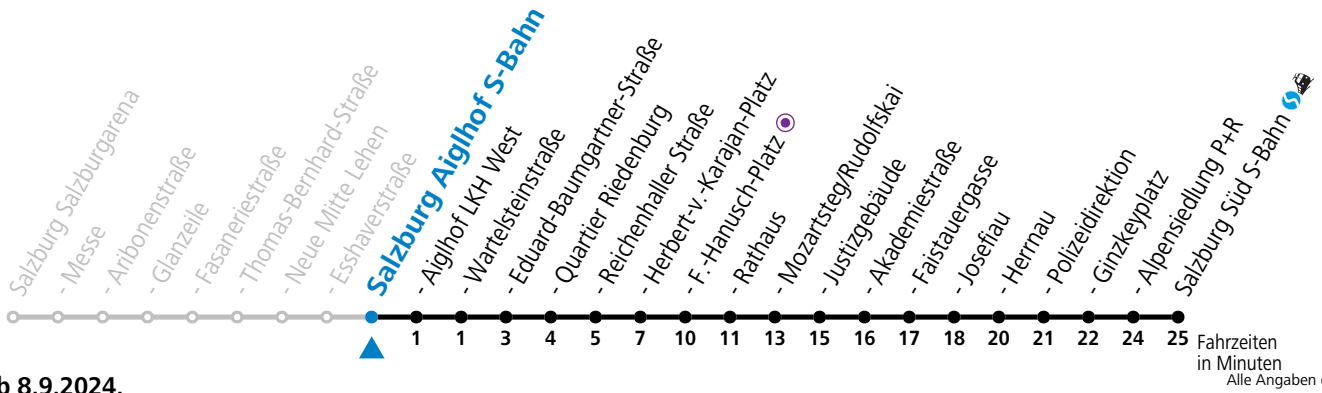 Salzburg Salzburgarena
- Messe
- Aribonenstraße
- Glanzeile
- Fasaneriestraße
- Thomas-Bernhard-Straße
- Neue Mitte Lehen
- Esshaverstraße
Salzburg Aiglhof S-Bahn
- Aiglhof LKH West
- Wartelsteinstraße
- Eduard-Baumgartner-Straße
- Quartier Riedenburg
- Reichenhaller Straße
- Herbert-v.-Karajan-Platz
- F.-Hanusch-Platz
- Rathaus
- Mozartsteg/Rudolfskai
- Justizgebäude
- Akademiestraße
- Faistauergasse
- Josefiau
- Herrnau
- Polizeidirektion
- Ginzkeyplatz
- Alpensiedlung P+R
Salzburg Süd S-Bahn
1 1 3 4 5 7 10 11 13 15 16 17 18 20 21 22 24 25
Fahrzeiten
in Minuten
Alle Angaben
b 8.9.2024.